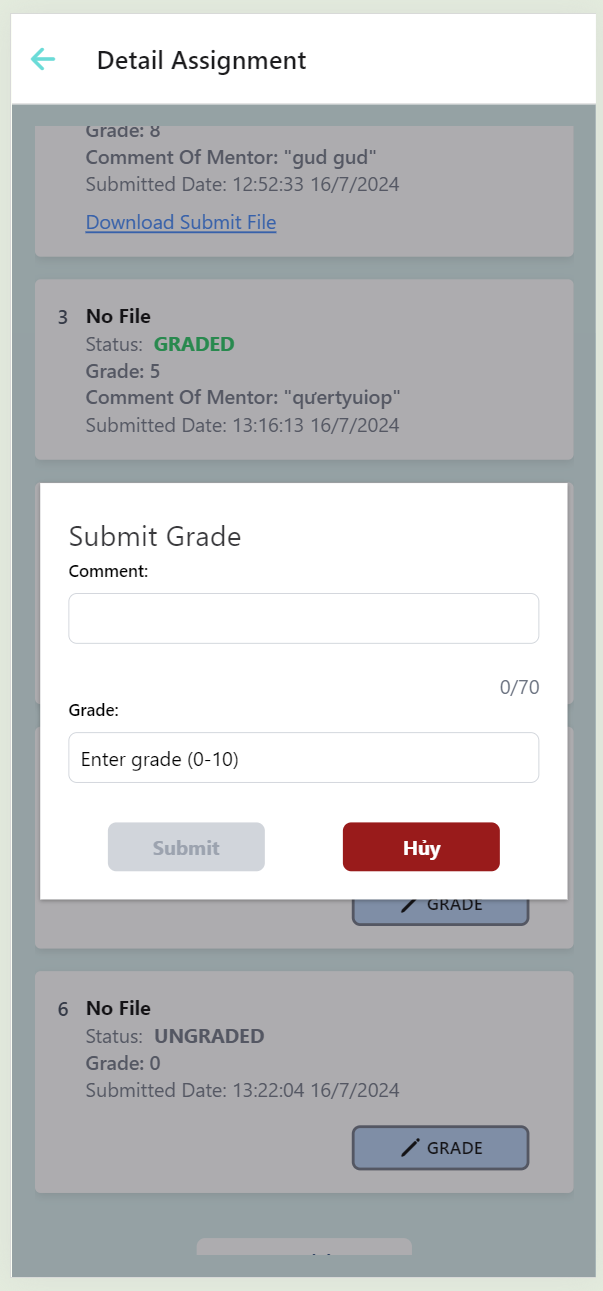 Detail Assignment
Grade: 8
Comment Of Mentor: "gud gud"
Submitted Date: 12:52:33 16/7/2024
Download Submit File
3 No File
Status: GRADED
Grade: 5
Comment Of Mentor: "qưertyuiop"
Submitted Date: 13:16:13 16/7/2024
Submit Grade
Comment:
0/70
Grade:
Enter grade (0-10)
Submit Hủy
GRADE
6 No File
Status: UNGRADED
Grade: 0
Submitted Date: 13:22:04 16/7/2024
GRADE